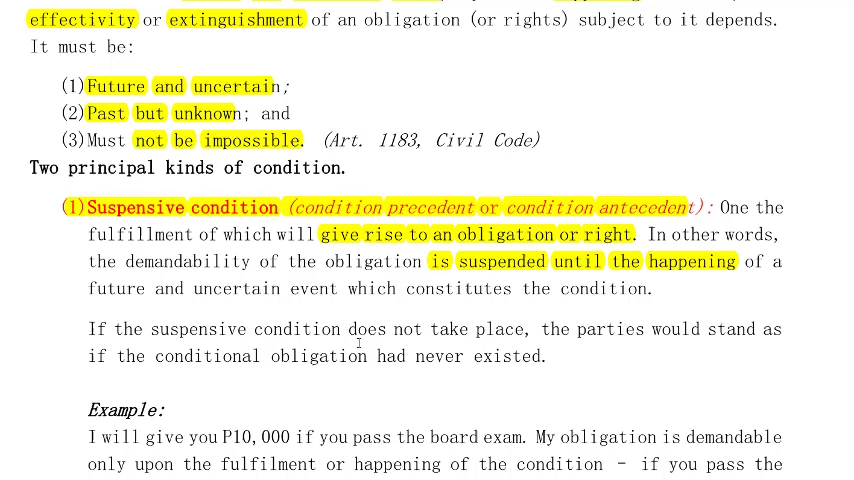 effectivity or extinguishment of an obligation (or rights) subject to it depends.
It must be:
(1)Future and uncertain;
(2)Past but unknown; and
(3)Must not be impossible. (Art. 1183, Civil Code)
Two principal kinds of condition.
(1)Suspensive condition (condition precedent or condition antecedent): One the
fulfillment of which will give rise to an obligation or right. In other words,
the demandability of the obligation is suspended until the happening of a
future and uncertain event which constitutes the condition.
If the suspensive condition does not take place, the parties would stand as
if the conditional obligation had never existed.
Example:
I will give you P10,000 if you pass the board exam. My obligation is demandable
only upon the fulfilment or happening of the condition – if you pass the